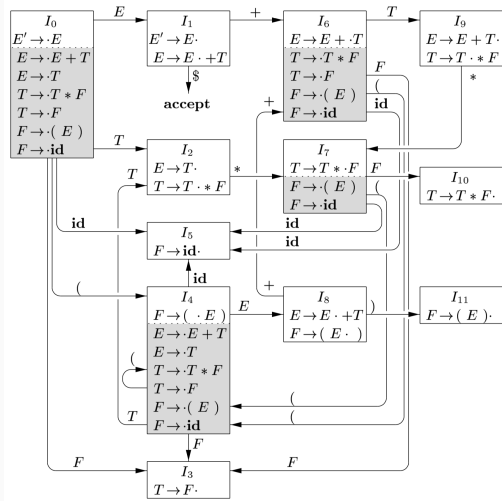 I0
E′ → ·E
E → ·E + T
E → ·T
T → ·T * F
T → ·F
F → ·( E )
F → ·id
E
I1
E′ → E·
E → E · +T
$
accept
+
I6
E → E + ·T
T → ·T * F
T → ·F
F → ·( E )
F → ·id
T
I9
E → E + T·
T → T · * F
*
F
(
id
+
T
I2
E → T·
T → T · * F
*
I7
T → T * ·F
F → ·( E )
F → ·id
F
I10
T → T * F·
(
T
id
I5
F → id·
id
id
id
(
I4
F → ( · E )
E → ·E + T
E → ·T
T → ·T * F
T → ·F
F → ·( E )
F → ·id
(
T
E
+
I8
E → E · +T
F → ( E · )
)
I11
F → ( E )·
(
(
F
F
I3
T → F·
F